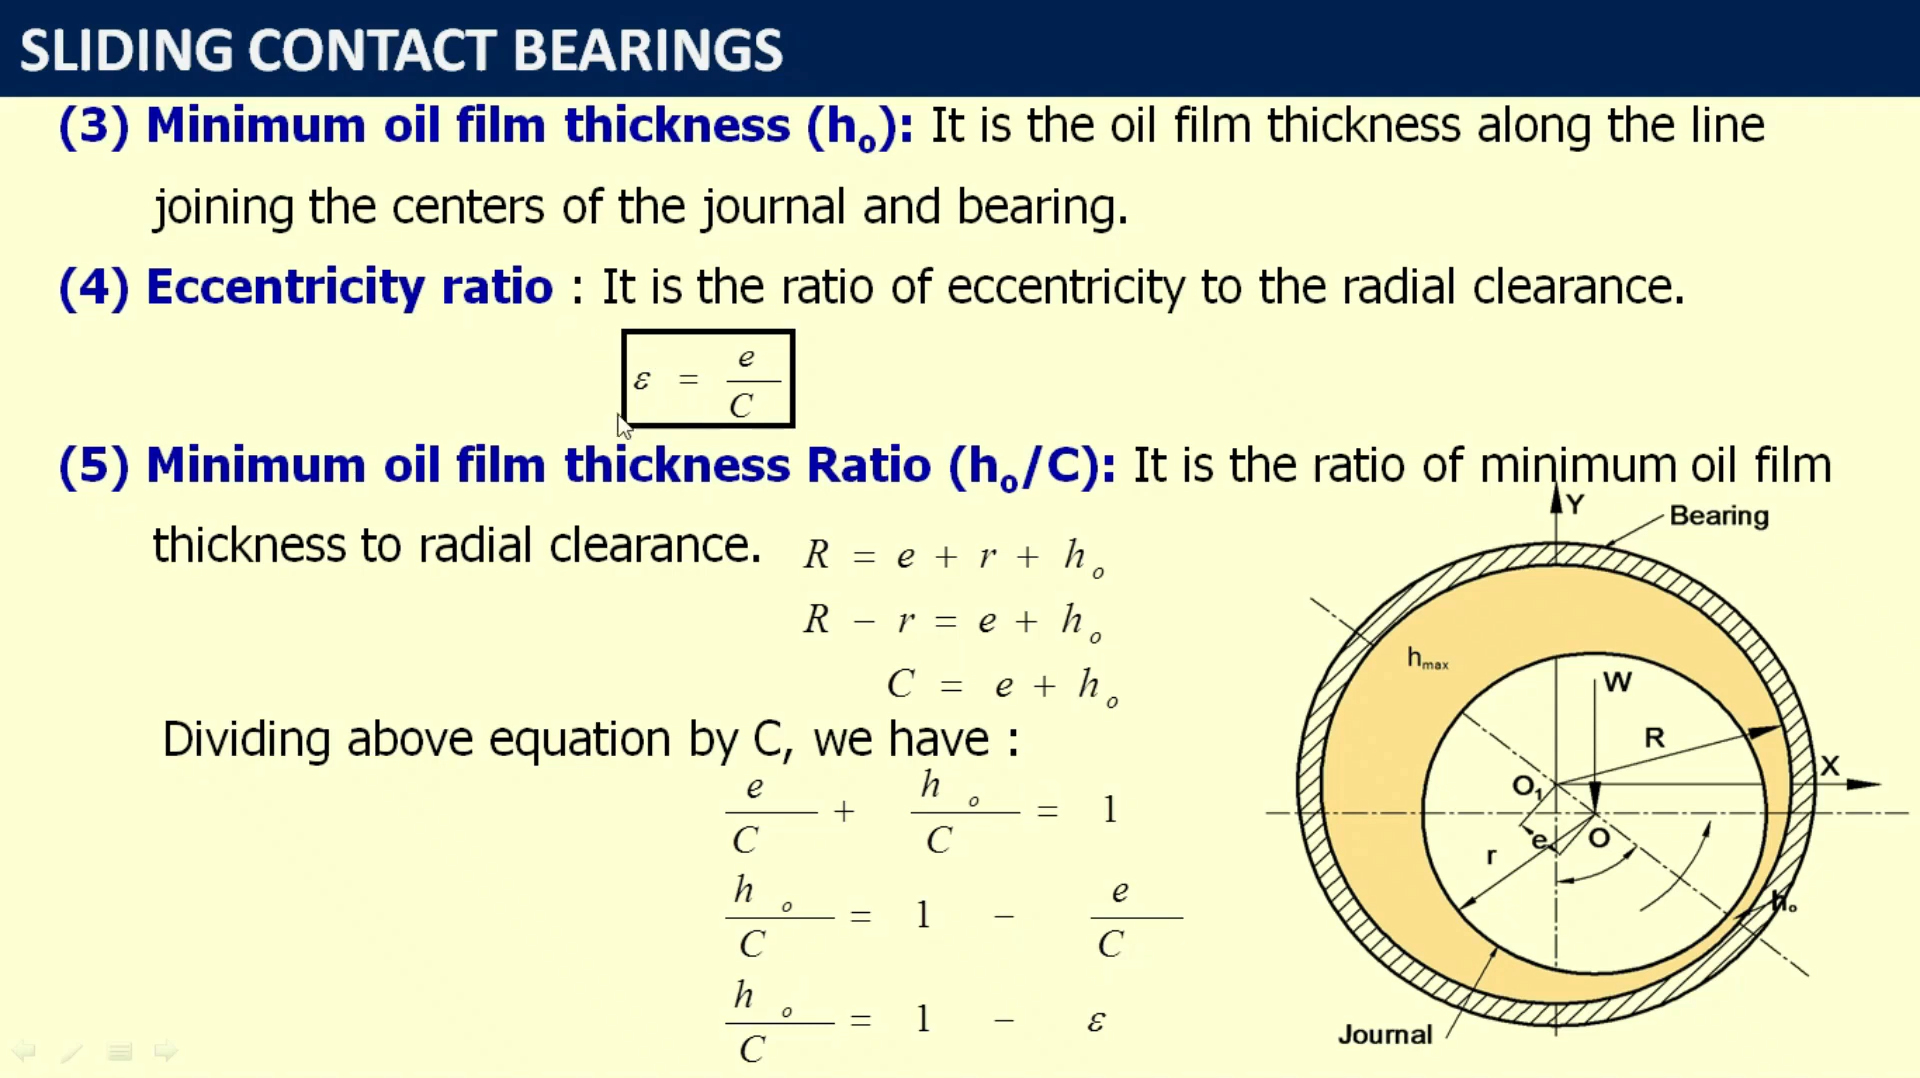 SLIDING CONTACT BEARINGS
(3) Minimum oil film thickness (hₒ): It is the oil film thickness along the line
joining the centers of the journal and bearing.
(4) Eccentricity ratio : It is the ratio of eccentricity to the radial clearance.
ε = e/C
(5) Minimum oil film thickness Ratio (hₒ/C): It is the ratio of minimum oil film
thickness to radial clearance.
R = e + r + hₒ
R − r = e + hₒ
C = e + hₒ
Dividing above equation by C, we have :
e/C + hₒ/C = 1
hₒ/C = 1 − e/C
hₒ/C = 1 − ε
Y
Bearing
hmax
W
R
X
O₁
e
O
r
hₒ
Journal